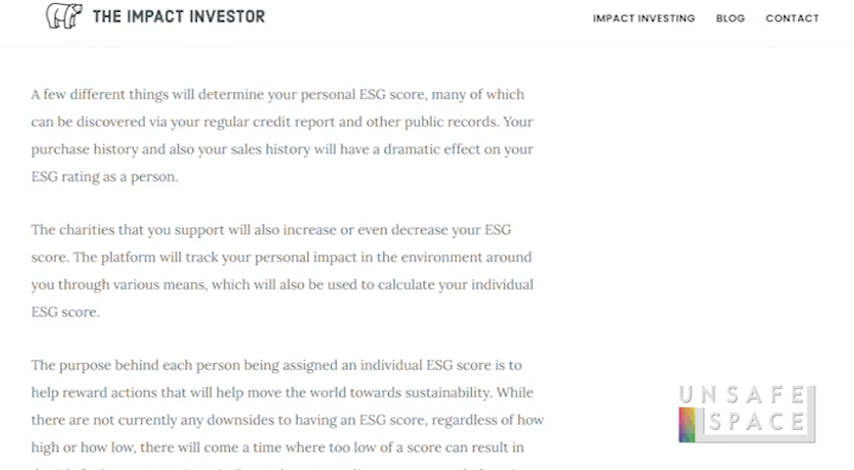 THE IMPACT INVESTOR
IMPACT INVESTING BLOG CONTACT
A few different things will determine your personal ESG score, many of which
can be discovered via your regular credit report and other public records. Your
purchase history and also your sales history will have a dramatic effect on your
ESG rating as a person.
The charities that you support will also increase or even decrease your ESG
score. The platform will track your personal impact in the environment around
you through various means, which will also be used to calculate your individual
ESG score.
The purpose behind each person being assigned an individual ESG score is to
help reward actions that will help move the world towards sustainability. While
there are not currently any downsides to having an ESG score, regardless of how
high or how low, there will come a time where too low of a score can result in
UNSAFE
SPACE